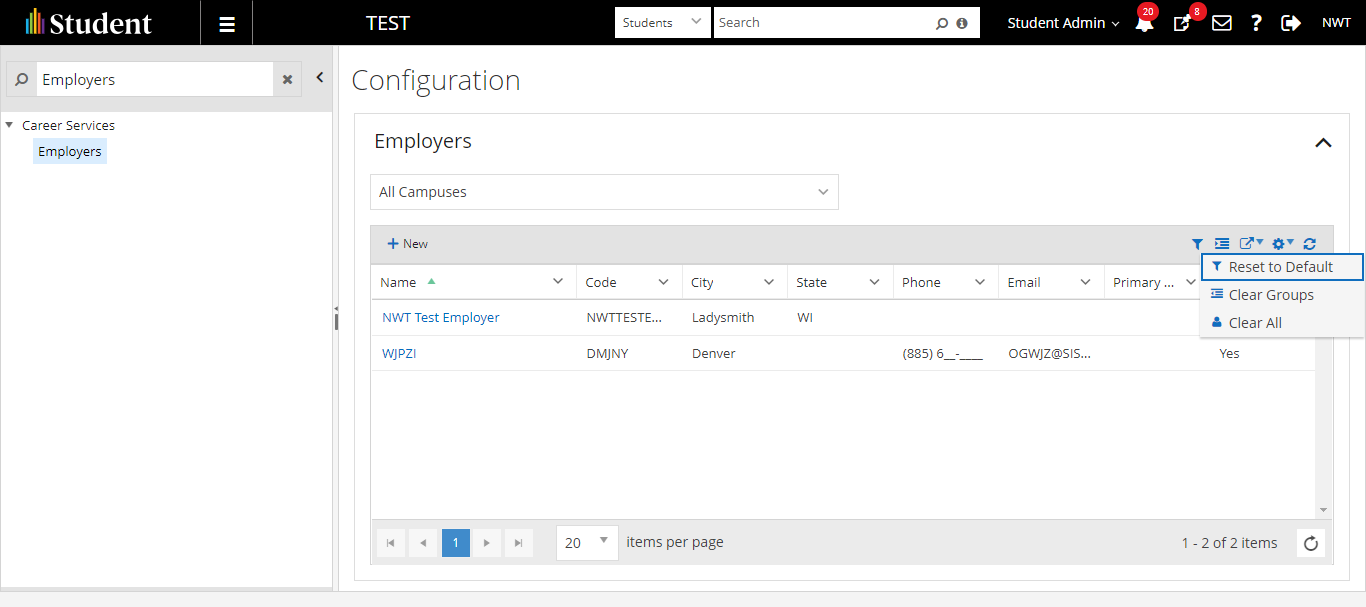 Student
TEST
Students
Search
Student Admin
20
8
NWT
Employers
Career Services
Employers
Configuration
Employers
All Campuses
New
Reset to Default
Clear Groups
Clear All
Name Code City State Phone Email Primary ...
NWT Test Employer NWTTESTE... Ladysmith WI
WJPZI DMJNY Denver (885) 6__-____ OGWJZ@SIS... Yes
1 20 items per page 1 - 2 of 2 items